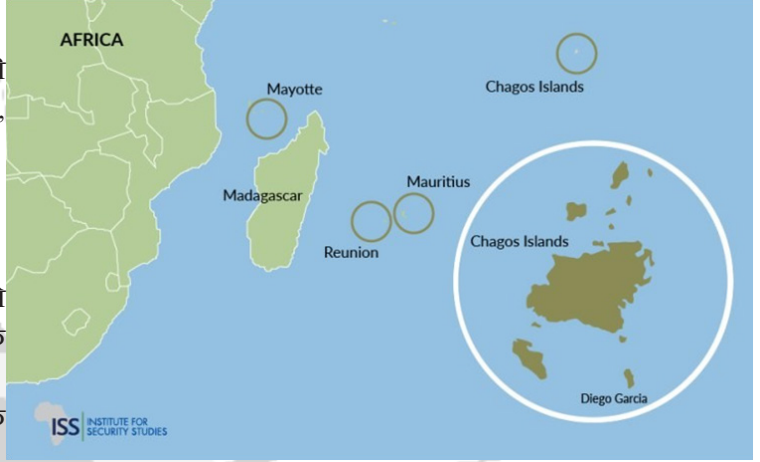 AFRICA
Chagos Islands
Mayotte
Mauritius
Madagascar
Reunion
Chagos Islands
Diego Garcia
ISS
INSTITUTE FOR
SECURITY STUDIES